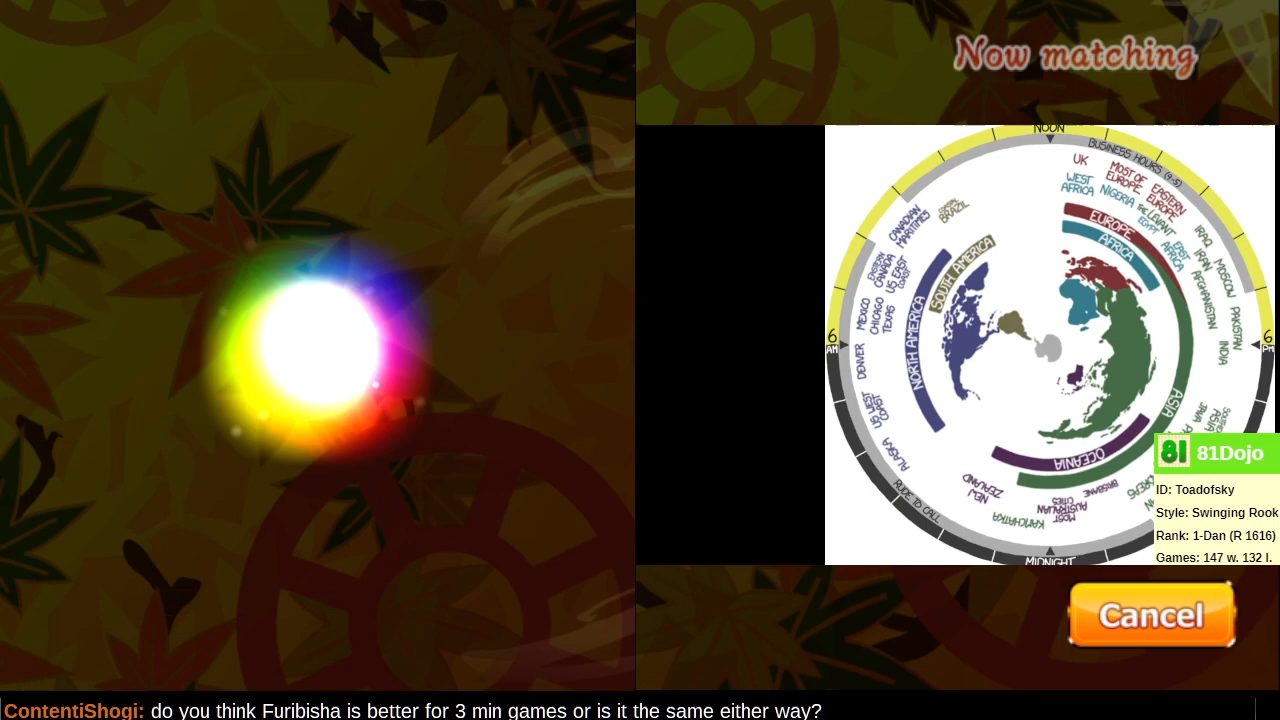 Now matching
NOON
BUSINESS HOURS (9-5)
UK
MOST OF
EUROPE
EASTERN
EUROPE
WEST
AFRICA
NIGERIA
THE LEVANT
EGYPT
EAST
AFRICA
IRAQ
IRAN
MOSCOW
AFGHANISTAN
PAKISTAN
INDIA
EUROPE
AFRICA
ASIA
OCEANIA
SOUTH AMERICA
NORTH AMERICA
BRAZIL
CANADIAN
MARITIMES
EASTERN
CANADA
US EAST
COAST
MEXICO
CHICAGO
TEXAS
DENVER
US WEST
COAST
ALASKA
6
AM
6
PM
RUDE TO CALL
NEW
ZEALAND
KAMCHATKA
MOST
AUSTRALIAN
CITIES
BRISBANE
MIDNIGHT
81 81Dojo
ID: Toadofsky
Style: Swinging Rook
Rank: 1-Dan (R 1616)
Games: 147 w. 132 l.
Cancel
ContentiShogi: do you think Furibisha is better for 3 min games or is it the same either way?